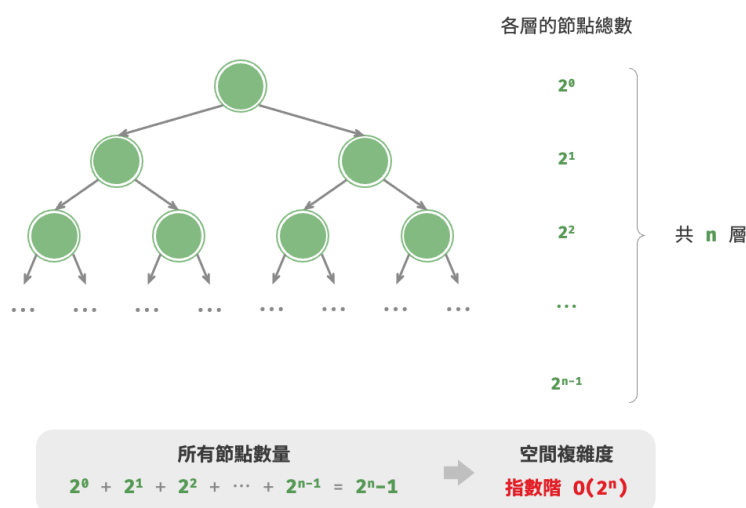 各層的節點總數
2⁰
2¹
2²
...
2ⁿ⁻¹
共 n 層
... ... ... ... ... ... ... ...
所有節點數量
2⁰ + 2¹ + 2² + ... + 2ⁿ⁻¹ = 2ⁿ-1
空間複雜度
指數階 O(2ⁿ)